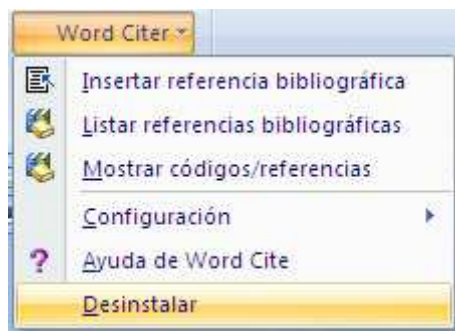 Word Citer
Insertar referencia bibliográfica
Listar referencias bibliográficas
Mostrar códigos/referencias
Configuración
Ayuda de Word Cite
Desinstalar